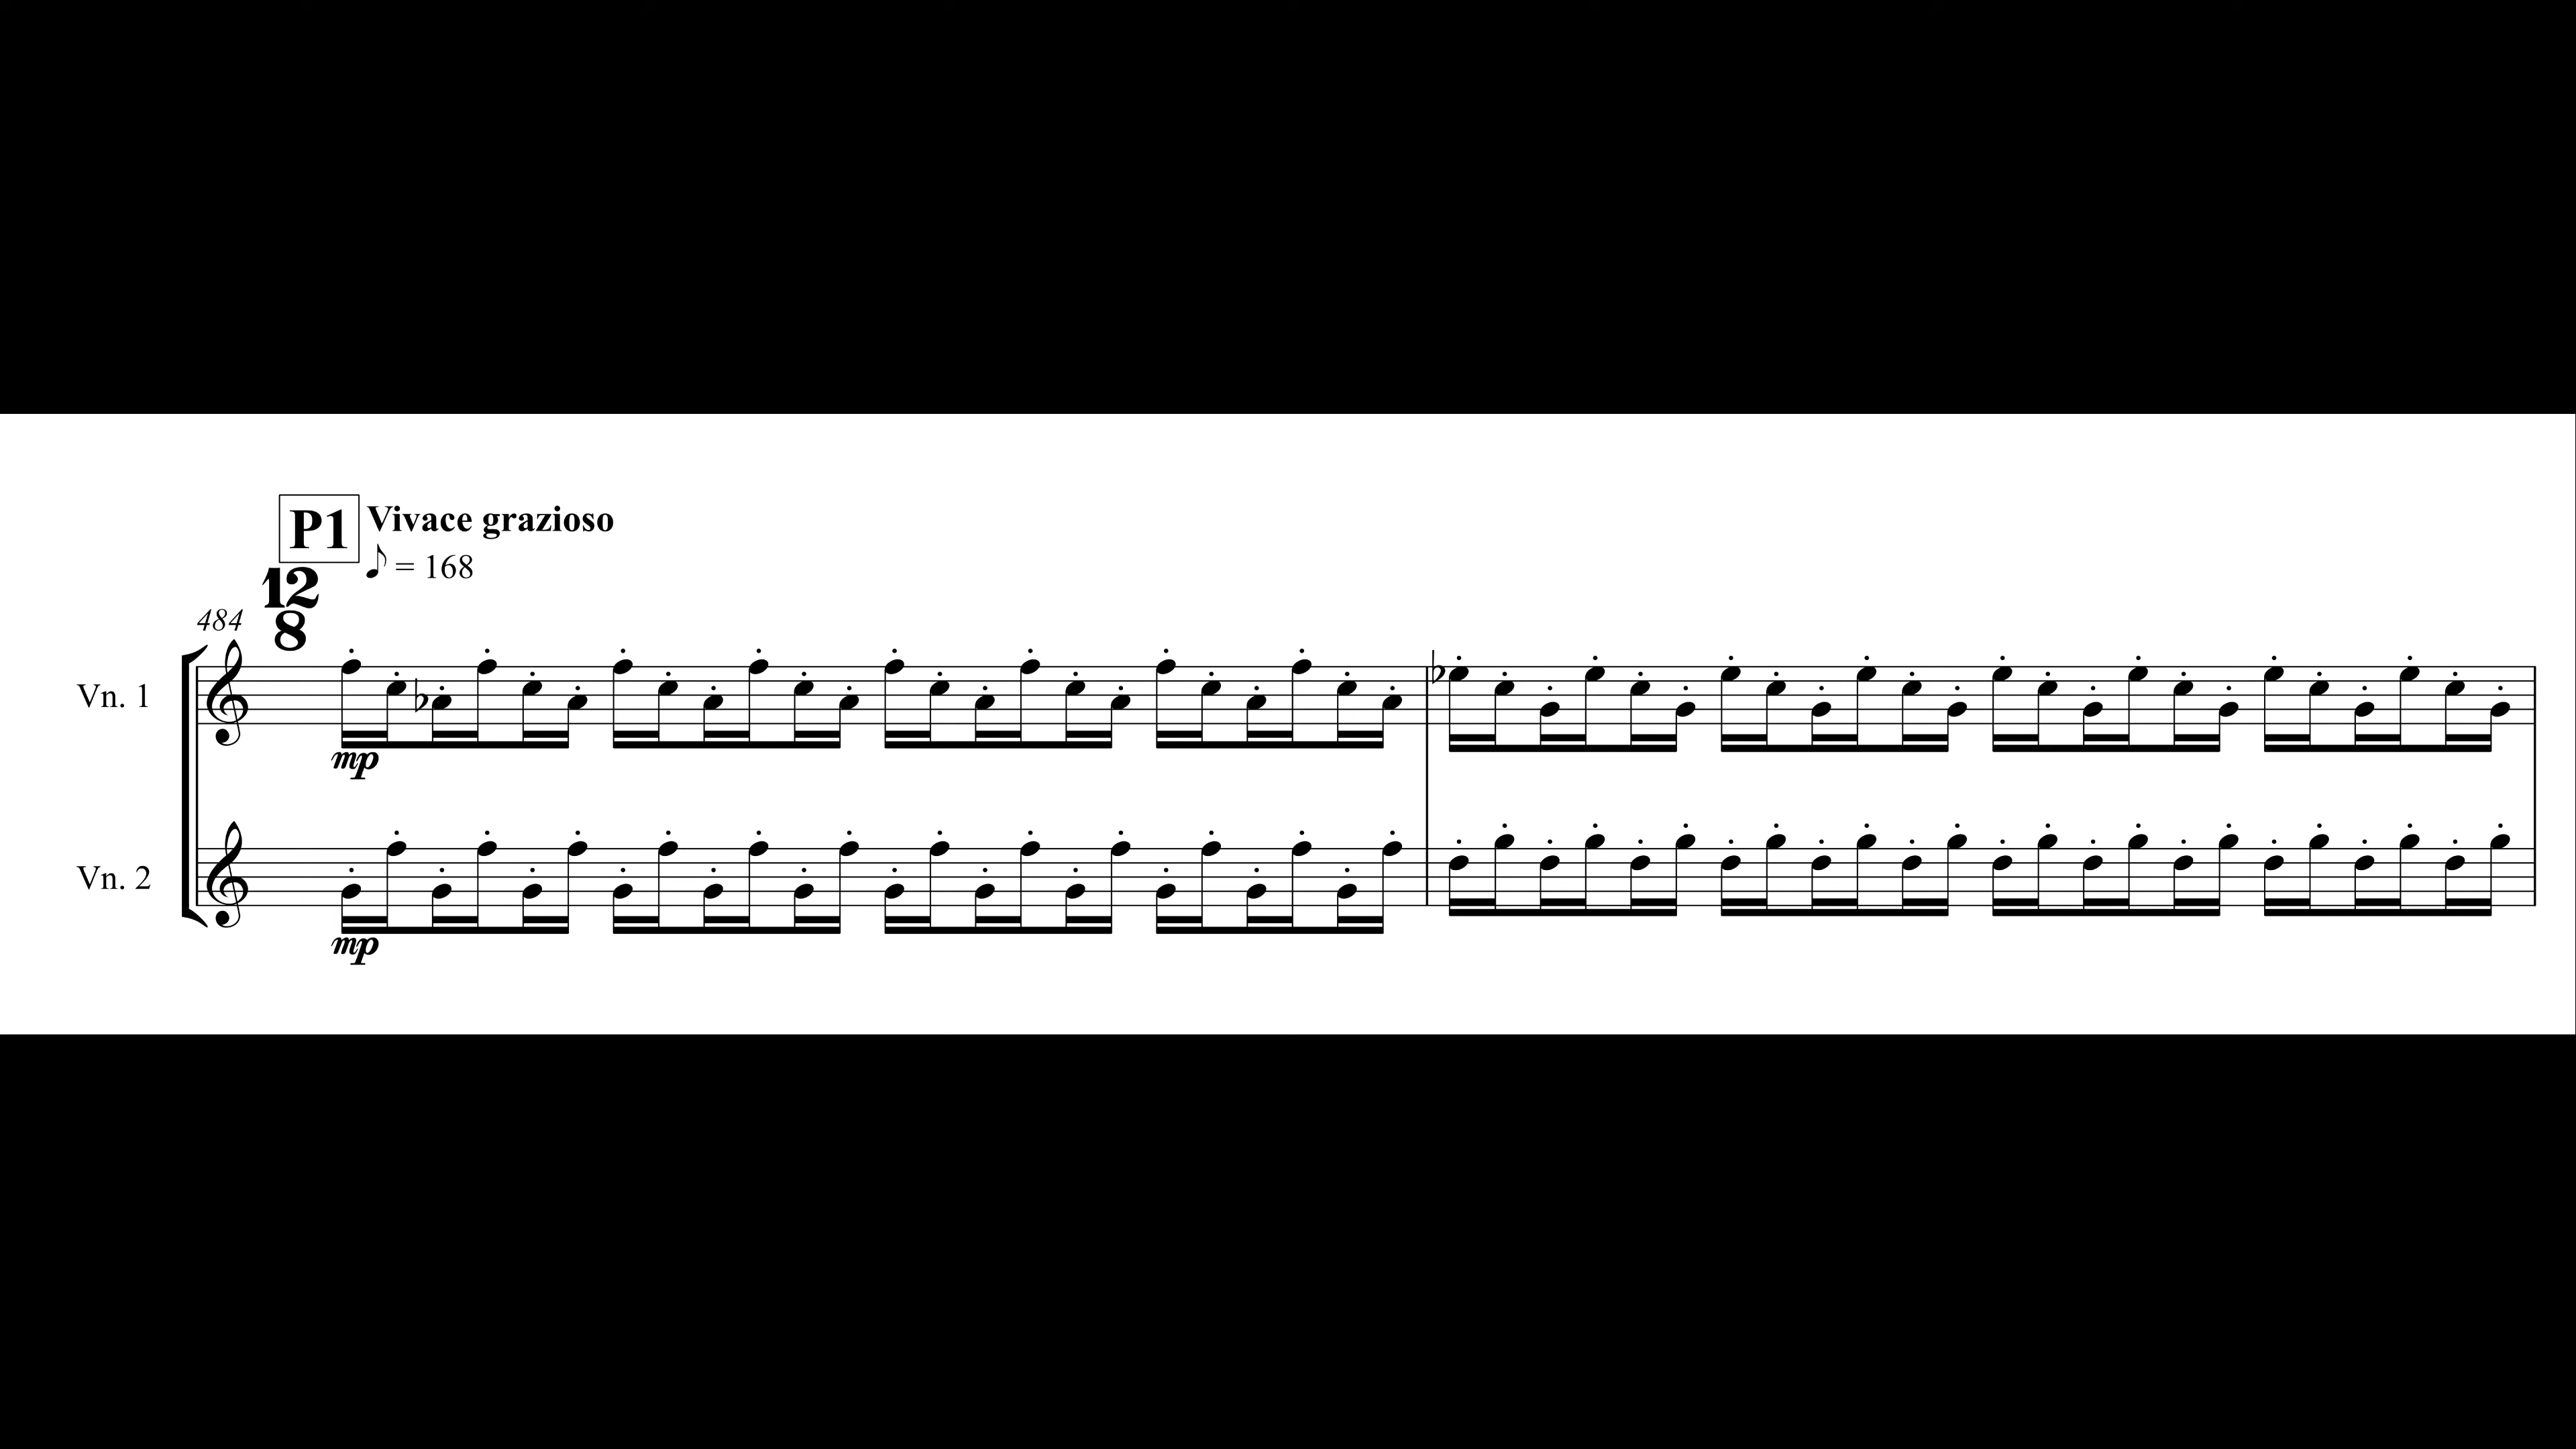 P1 Vivace grazioso
♪ = 168
12
8
484
Vn. 1
mp
Vn. 2
mp